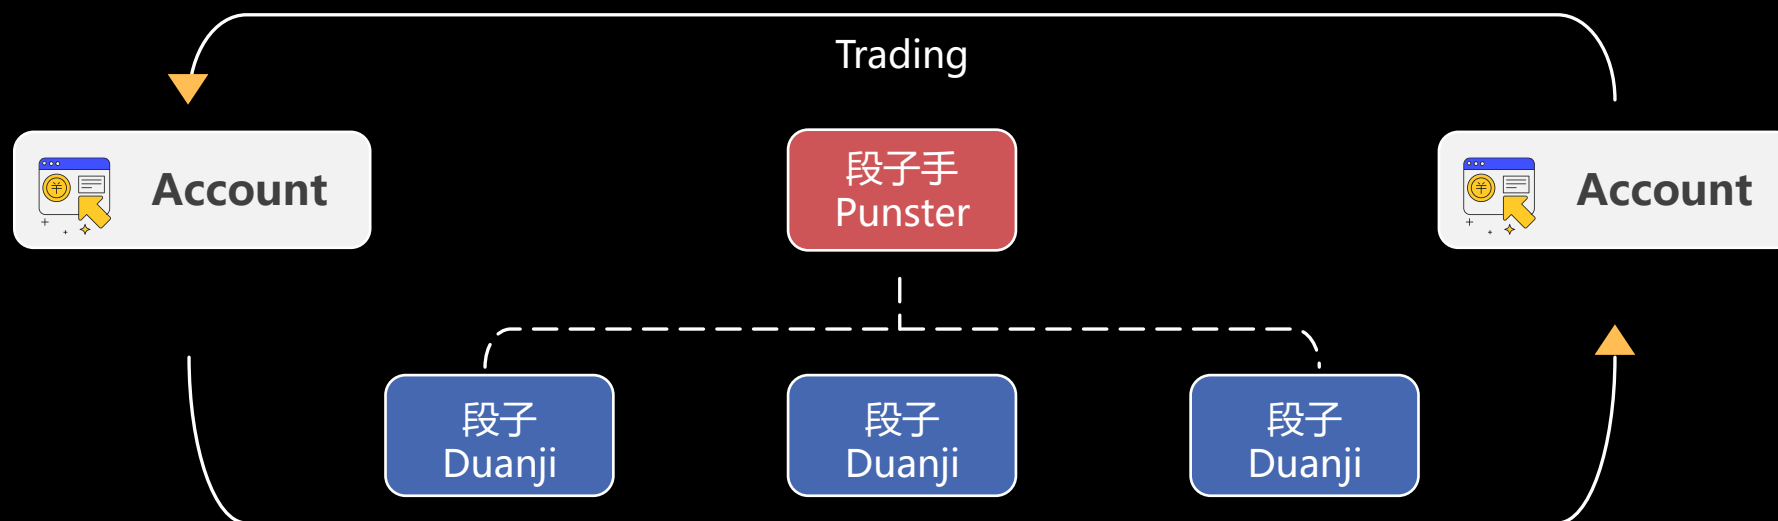 Trading
Account
段子手
Punster
Account
段子
Duanji
段子
Duanji
段子
Duanji